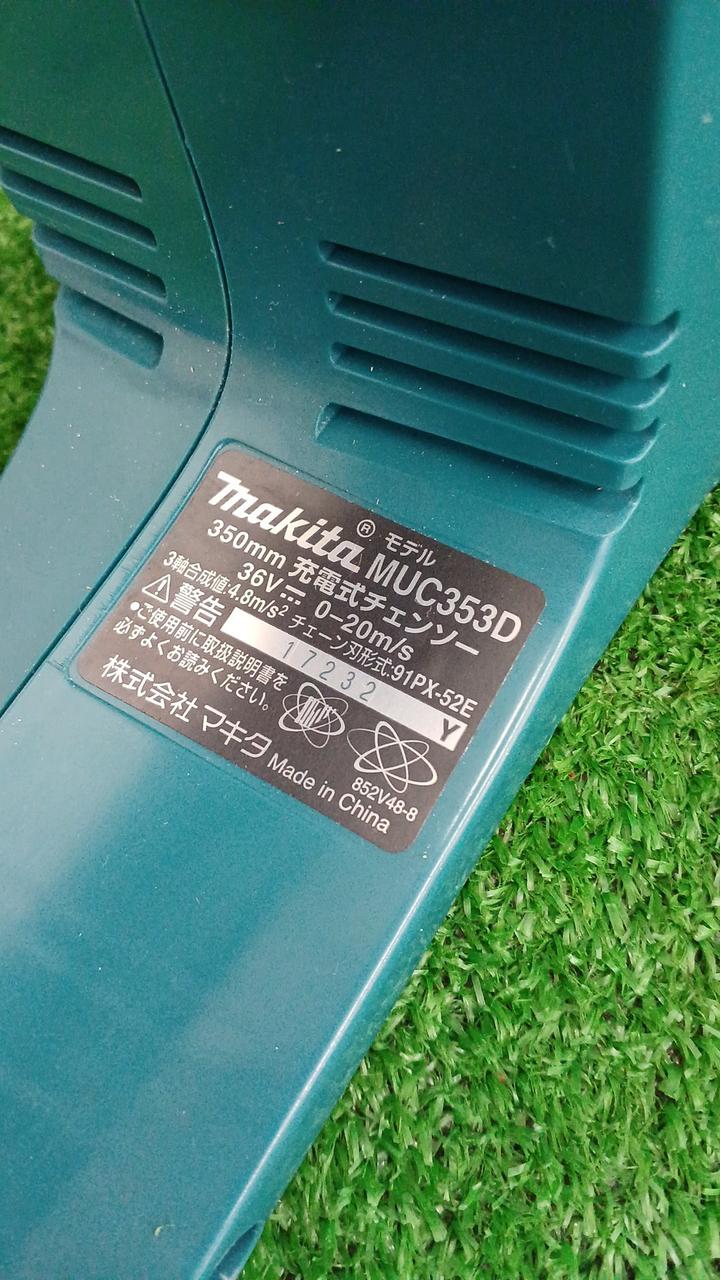 makita® モデル MUC353D
350mm 充電式チェンソー
36V⎓ 0-20m/s
3軸合成値:4.8m/s² チェーン刃形式:91PX-52E
⚠警告
17232 Y
●ご使用前に取扱説明書を
必ずよくお読みください。
株式会社マキタ
852V48-8
Made in China